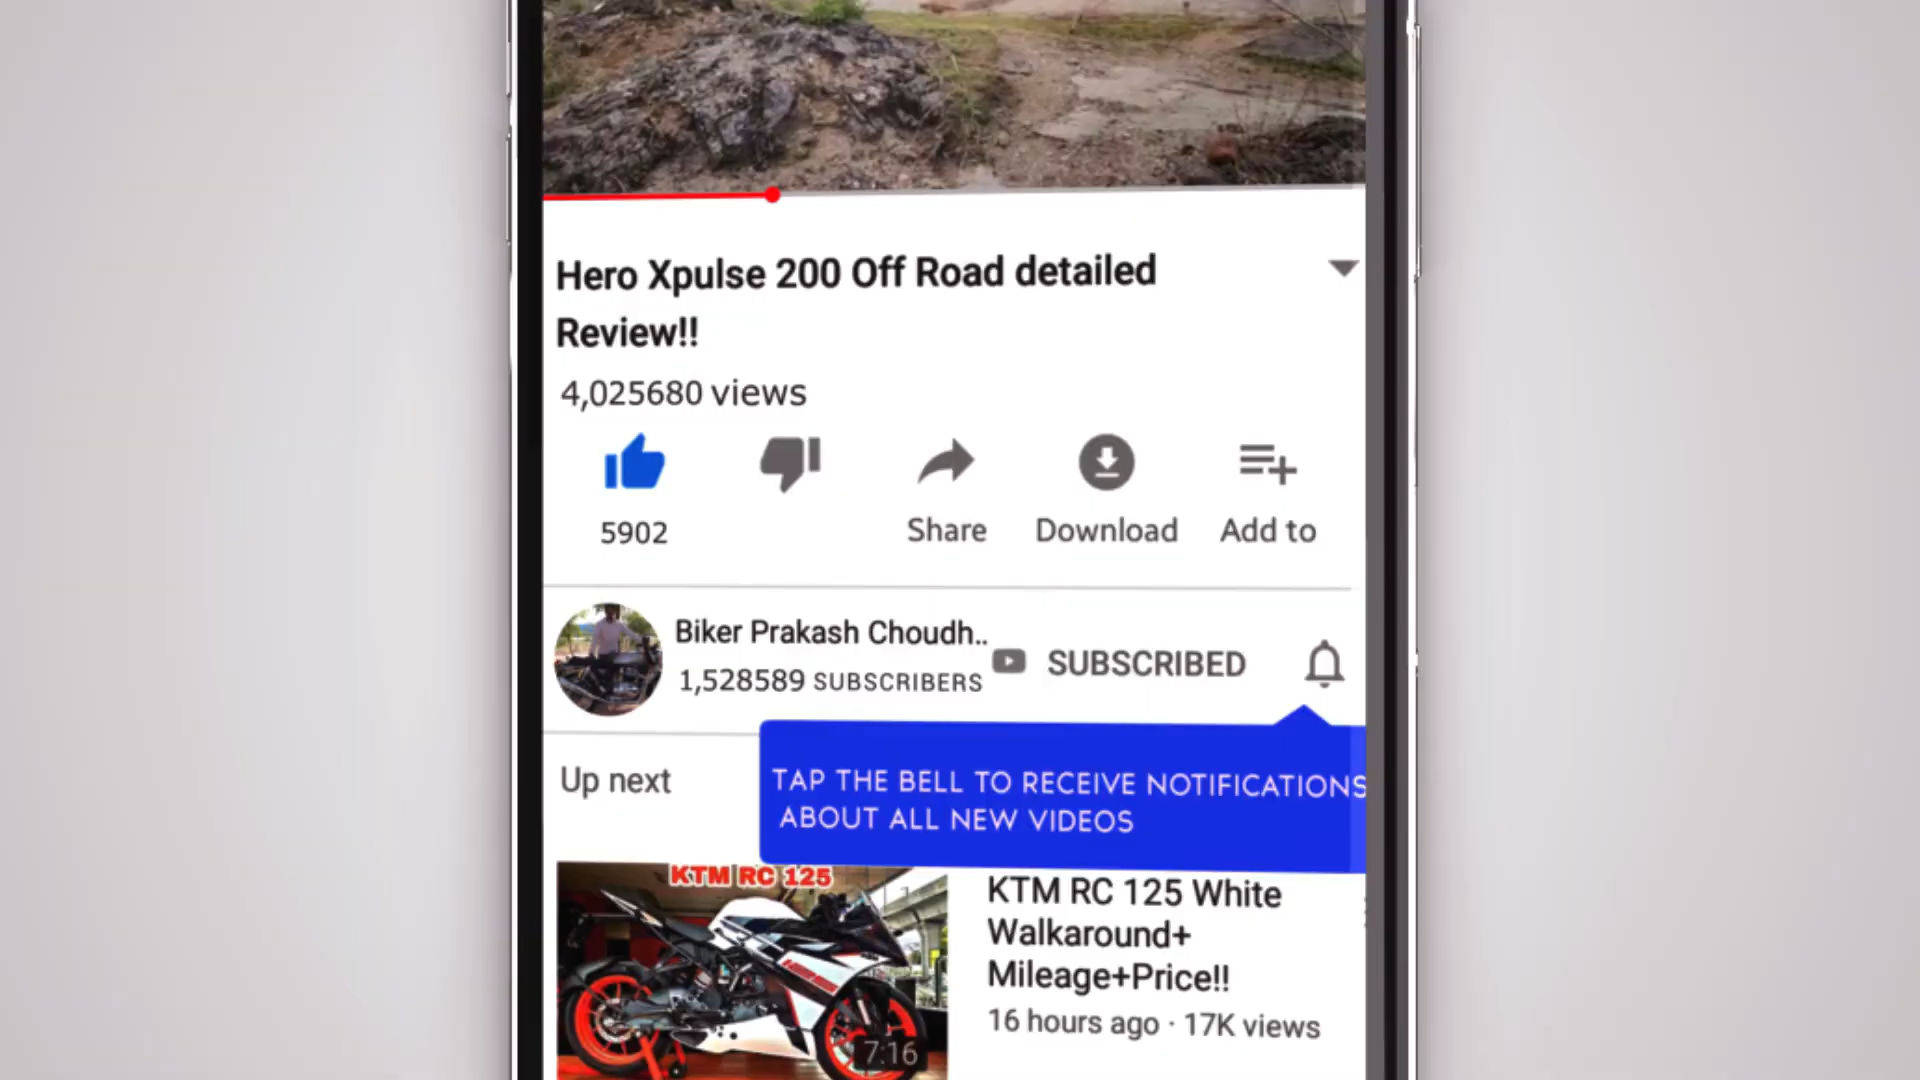 Hero Xpulse 200 Off Road detailed
Review!!
4,025680 views
5902
Share
Download
Add to
Biker Prakash Choudh..
1,528589 SUBSCRIBERS
SUBSCRIBED
TAP THE BELL TO RECEIVE NOTIFICATIONS
ABOUT ALL NEW VIDEOS
Up next
KTM RC 125
7:16
KTM RC 125 White
Walkaround+
Mileage+Price!!
16 hours ago · 17K views